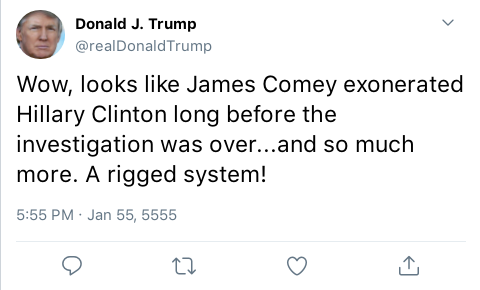 Donald J. Trump
@realDonaldTrump
Wow, looks like James Comey exonerated
Hillary Clinton long before the
investigation was over...and so much
more. A rigged system!
5:55 PM · Jan 55, 5555